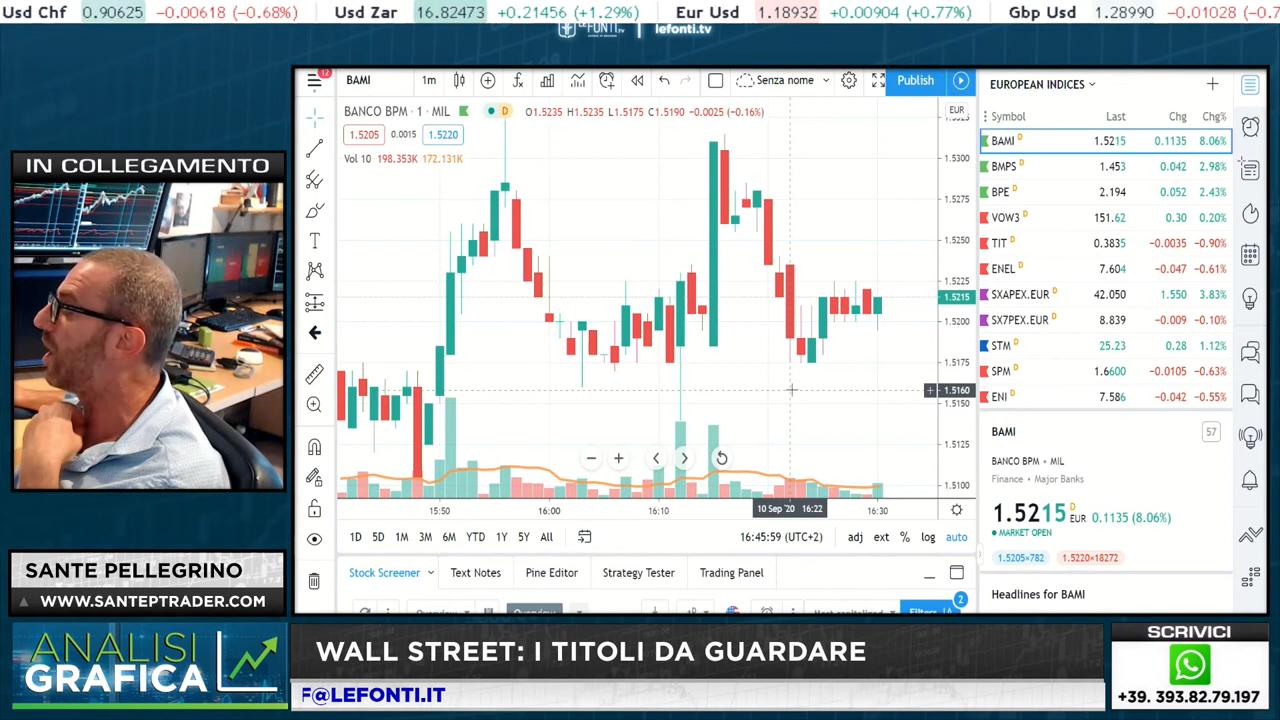 Usd Chf 0.90625 -0.00618 (-0.68%) Usd Zar 16.82473 +0.21456 (+1.29%) Eur Usd 1.18932 +0.00904 (+0.77%) Gbp Usd 1.28990 -0.01028 (-0.7
LEFONTI.TV lefonti.tv
12
BAMI 1m Senza nome Publish
BANCO BPM · 1 · MIL D O1.5235 H1.5235 L1.5175 C1.5190 -0.0025 (-0.16%) EUR
1.5205 0.0015 1.5220
Vol 10 198.353K 172.131K
1.5300
1.5275
1.5250
1.5225
1.5215
1.5200
1.5175
1.5160
1.5150
1.5125
1.5100
15:50 16:00 16:10 10 Sep '20 16:22 16:30
1D 5D 1M 3M 6M YTD 1Y 5Y All 16:45:59 (UTC+2) adj ext % log auto
Stock Screener Text Notes Pine Editor Strategy Tester Trading Panel
Overview Overview Most capitalized Filters 2
EUROPEAN INDICES
Symbol Last Chg Chg%
BAMI D 1.5215 0.1135 8.06%
BMPS D 1.453 0.042 2.98%
BPE D 2.194 0.052 2.43%
VOW3 D 151.62 0.30 0.20%
TIT D 0.3835 -0.0035 -0.90%
ENEL D 7.604 -0.047 -0.61%
SXAPEX.EUR D 42.050 1.550 3.83%
SX7PEX.EUR D 8.839 -0.009 -0.10%
STM D 25.23 0.28 1.12%
SPM D 1.6600 -0.0105 -0.63%
ENI D 7.586 -0.042 -0.55%
BAMI 57
BANCO BPM • MIL
Finance • Major Banks
1.5215 D EUR 0.1135 (8.06%)
MARKET OPEN
1.5205×782 1.5220×18272
Headlines for BAMI
IN COLLEGAMENTO
SANTE PELLEGRINO
WWW.SANTEPTRADER.COM
ANALISI
GRAFICA
WALL STREET: I TITOLI DA GUARDARE
F@LEFONTI.IT
SCRIVICI
+39. 393.82.79.197